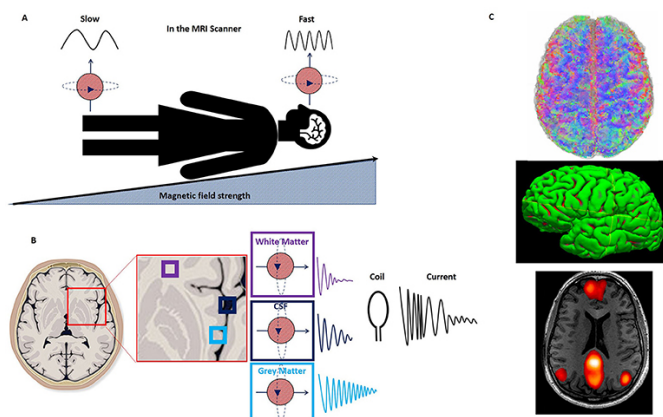 A
Slow
In the MRI Scanner
Fast
Magnetic field strength
B
White Matter
CSF
Grey Matter
Coil
Current
C